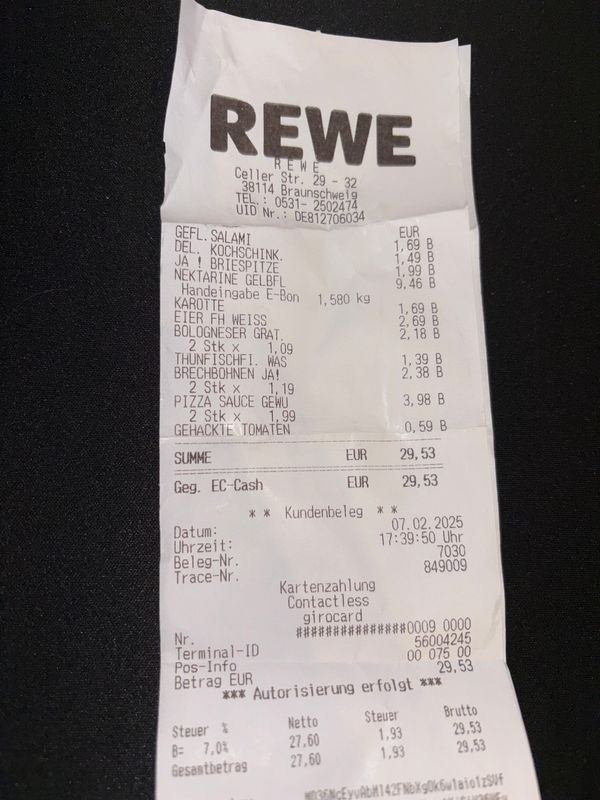 REWE
R E W E
Celler Str. 29 - 32
38114 Braunschweig
TEL.: 0531- 2502474
UID Nr.: DE812706034
EUR
GEFL.SALAMI 1,69 B
DEL. KOCHSCHINK. 1,49 B
JA ! BRIESPITZE 1,99 B
NEKTARINE GELBFL 9,46 B
Handeingabe E-Bon 1,580 kg
KAROTTE 1,69 B
EIER FH WEISS 2,69 B
BOLOGNESER GRAT. 2,18 B
2 Stk x 1,09
THUNFISCHFI. WAS 1,39 B
BRECHBOHNEN JA! 2,38 B
2 Stk x 1,19
PIZZA SAUCE GEWU 3,98 B
2 Stk x 1,99
GEHACKTE TOMATEN 0,59 B
SUMME EUR 29,53
Geg. EC-Cash EUR 29,53
* * Kundenbeleg * *
Datum: 07.02.2025
Uhrzeit: 17:39:50 Uhr
Beleg-Nr. 7030
Trace-Nr. 849009
Kartenzahlung
Contactless
girocard
Nr. ###############0009 0000
Terminal-ID 56004245
Pos-Info 00 075 00
Betrag EUR 29,53
*** Autorisierung erfolgt ***
Steuer % Netto Steuer Brutto
B= 7,0% 27,60 1,93 29,53
Gesamtbetrag 27,60 1,93 29,53